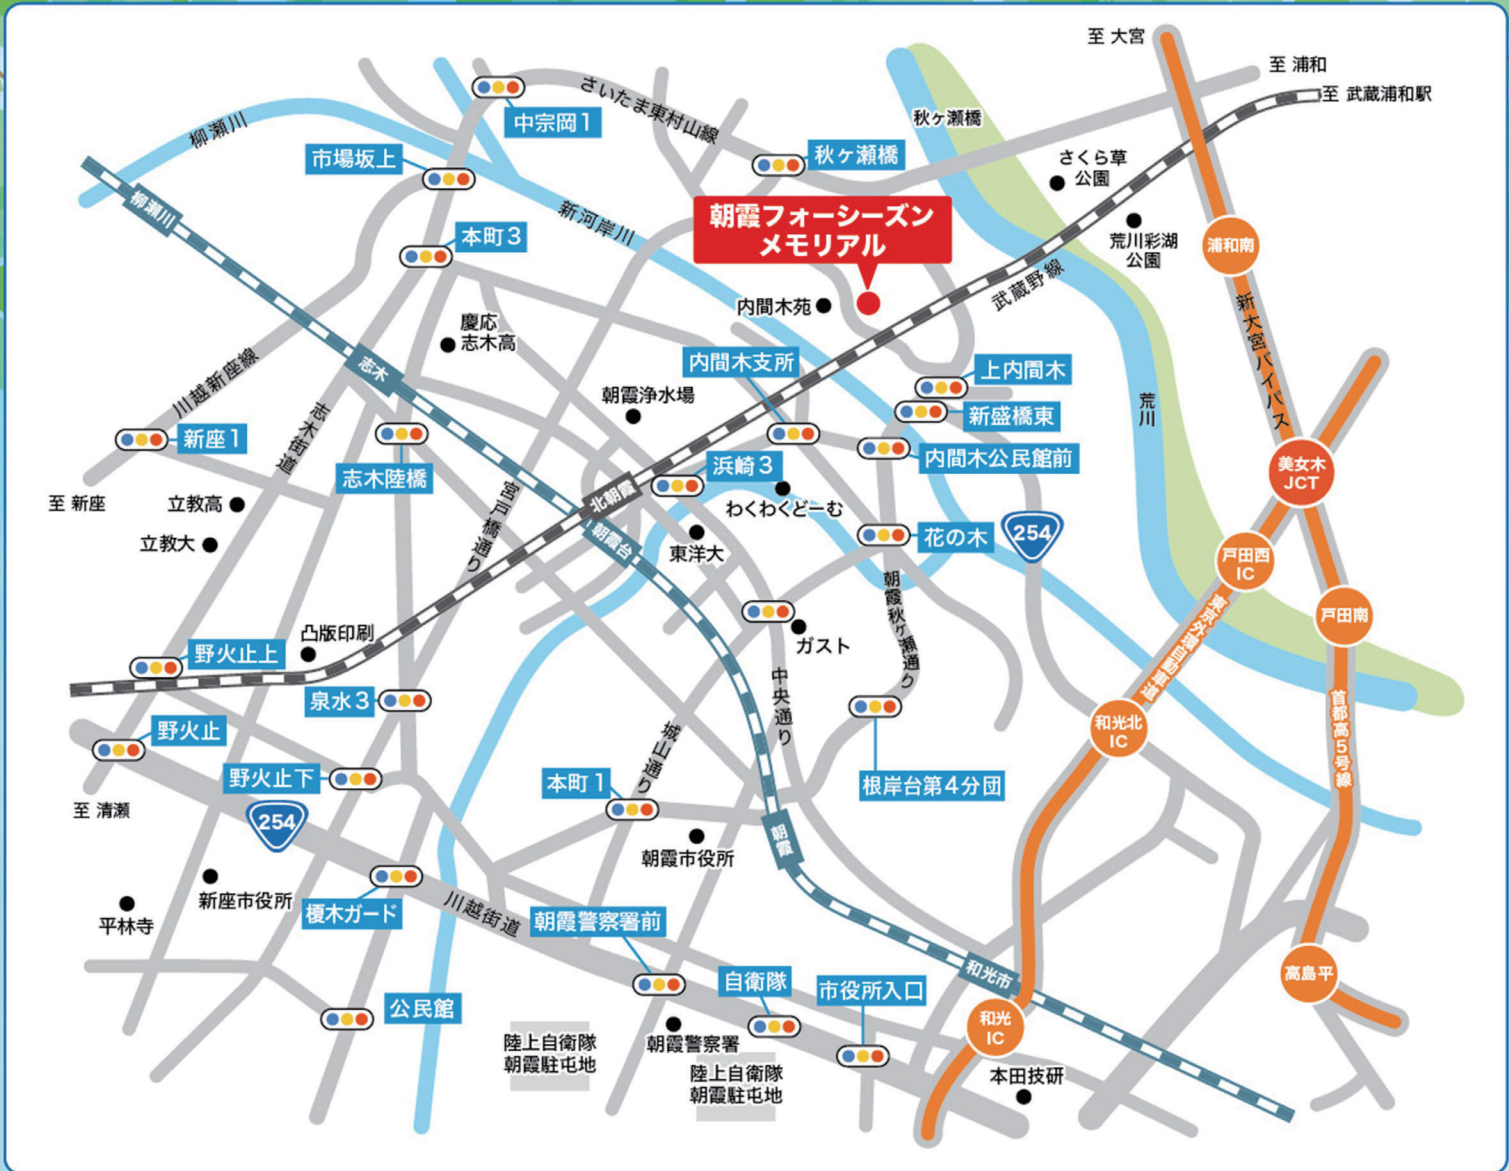 至 大宮
至 浦和
至 武蔵浦和駅
さいたま東村山線
中宗岡1
秋ヶ瀬橋
柳瀬川
市場坂上
秋ヶ瀬橋
さくら草
公園
柳瀬川
新河岸川
朝霞フォーシーズン
メモリアル
本町3
荒川彩湖
公園
浦和南
武蔵野線
内間木苑
慶応
志木高
新大宮バイパス
志木
内間木支所
上内間木
川越新座線
朝霞浄水場
新盛橋東
荒川
志木街道
新座1
内間木公民館前
志木陸橋
浜崎3
美女木
JCT
至 新座
立教高
宮戸橋通り
北朝霞
わくわくどーむ
254
立教大
朝霞台
東洋大
花の木
戸田西
IC
朝霞秋ヶ瀬通り
東京外環自動車道
戸田南
凸版印刷
ガスト
野火止上
中央通り
泉水3
首都高5号線
野火止
城山通り
和光北
IC
野火止下
本町1
根岸台第4分団
至 清瀬
254
朝霞
朝霞市役所
新座市役所
榎木ガード
川越街道
平林寺
朝霞警察署前
和光市
高島平
自衛隊
市役所入口
公民館
和光
IC
陸上自衛隊
朝霞駐屯地
朝霞警察署
陸上自衛隊
朝霞駐屯地
本田技研